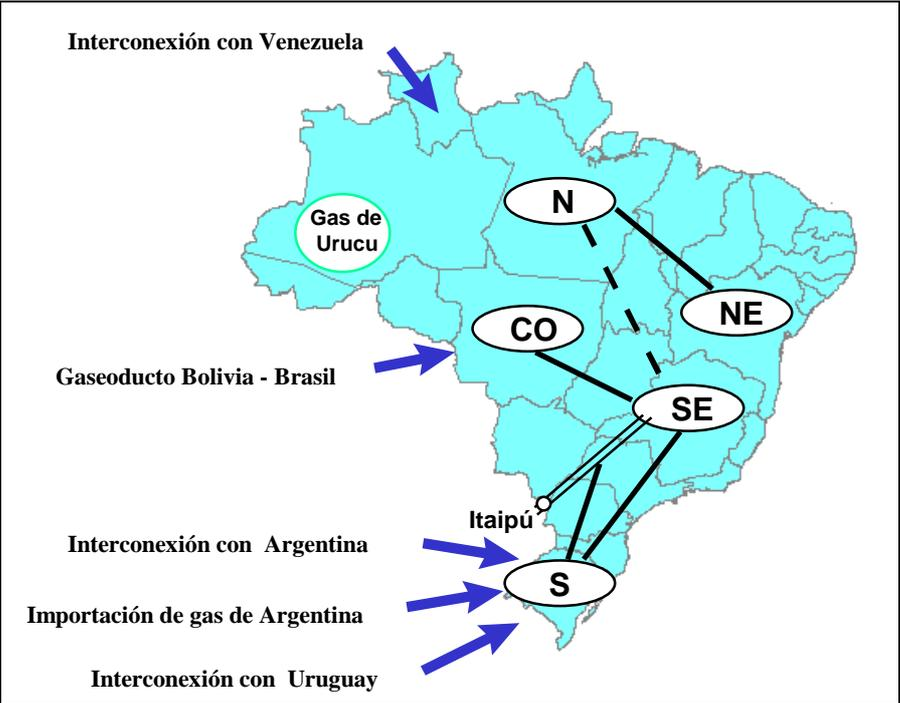 Interconexión con Venezuela
N
Gas de
Urucu
NE
CO
Gaseoducto Bolivia - Brasil
SE
Itaipú
Interconexión con  Argentina
S
Importación de gas de Argentina
Interconexión con  Uruguay